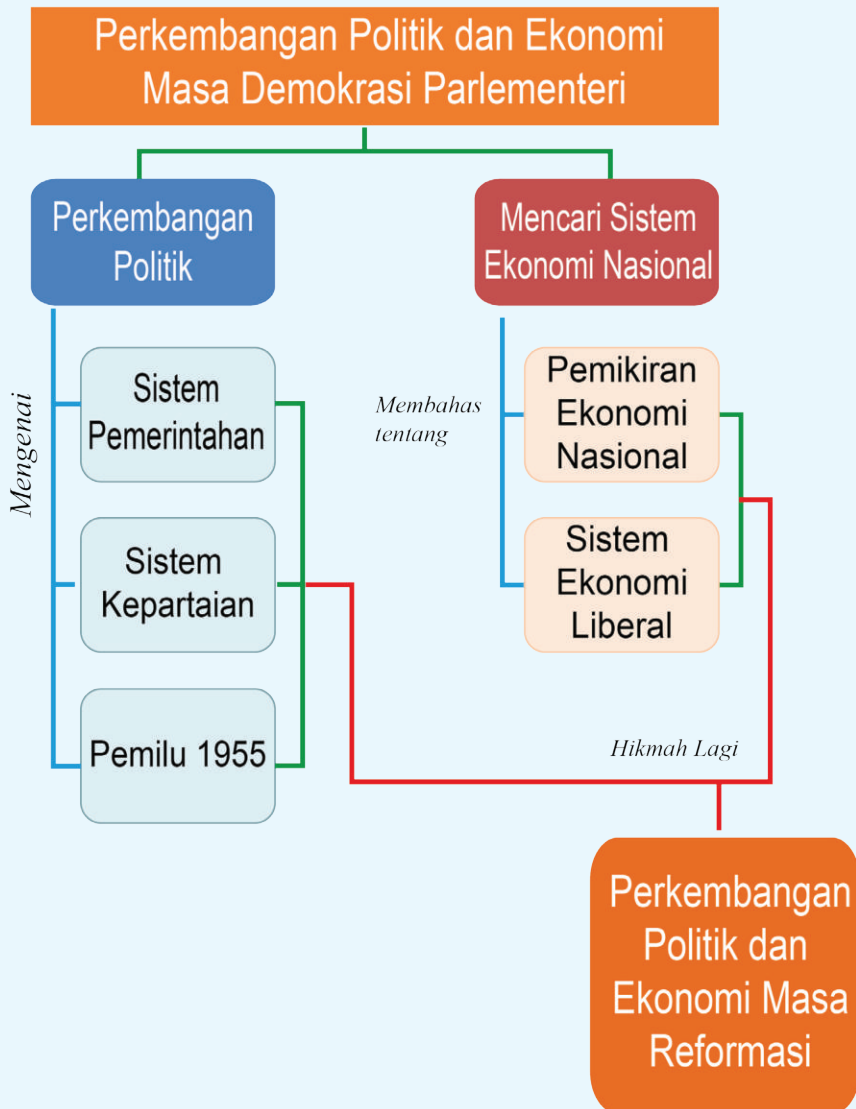 Perkembangan Politik dan Ekonomi
Masa Demokrasi Parlementeri
Perkembangan
Politik
Mencari Sistem
Ekonomi Nasional
Mengenai
Sistem
Pemerintahan
Sistem
Kepartaian
Pemilu 1955
Membahas
tentang
Pemikiran
Ekonomi
Nasional
Sistem
Ekonomi
Liberal
Hikmah Lagi
Perkembangan
Politik dan
Ekonomi Masa
Reformasi